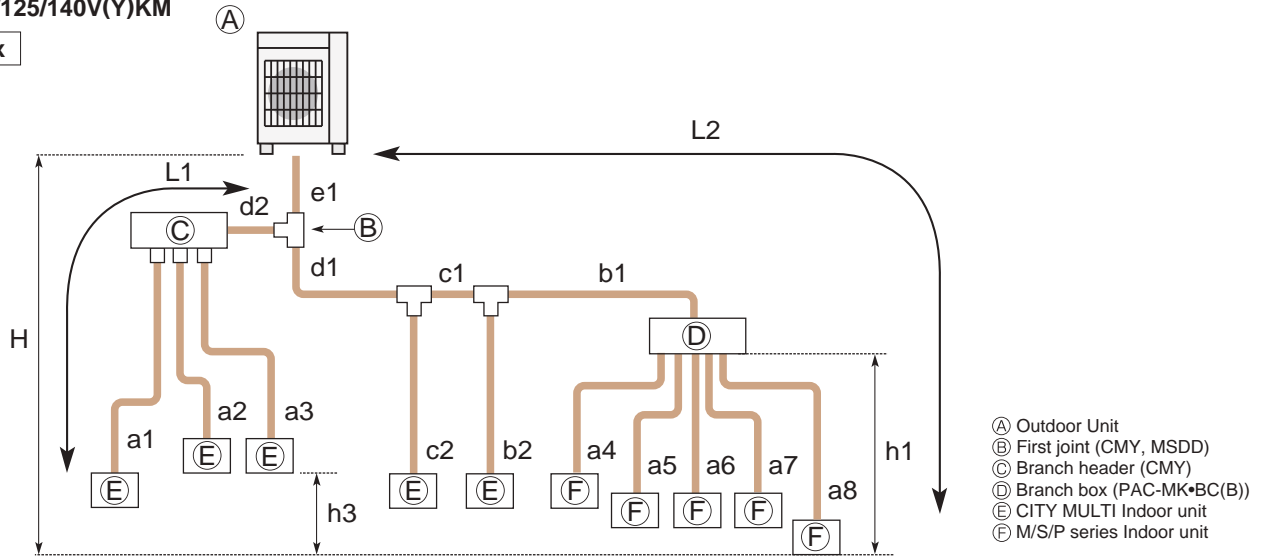 125/140V(Y)KM
Ⓐ
L2
L1
e1
d2
Ⓒ
Ⓑ
d1
c1
b1
H
Ⓓ
a1
a2
a3
c2
b2
a4
a5
a6
a7
a8
h1
Ⓔ
Ⓔ
Ⓔ
Ⓔ
Ⓔ
Ⓕ
Ⓕ
Ⓕ
Ⓕ
Ⓕ
h3
Ⓐ Outdoor Unit
Ⓑ First joint (CMY, MSDD)
Ⓒ Branch header (CMY)
Ⓓ Branch box (PAC-MK•BC(B))
Ⓔ CITY MULTI Indoor unit
Ⓕ M/S/P series Indoor unit